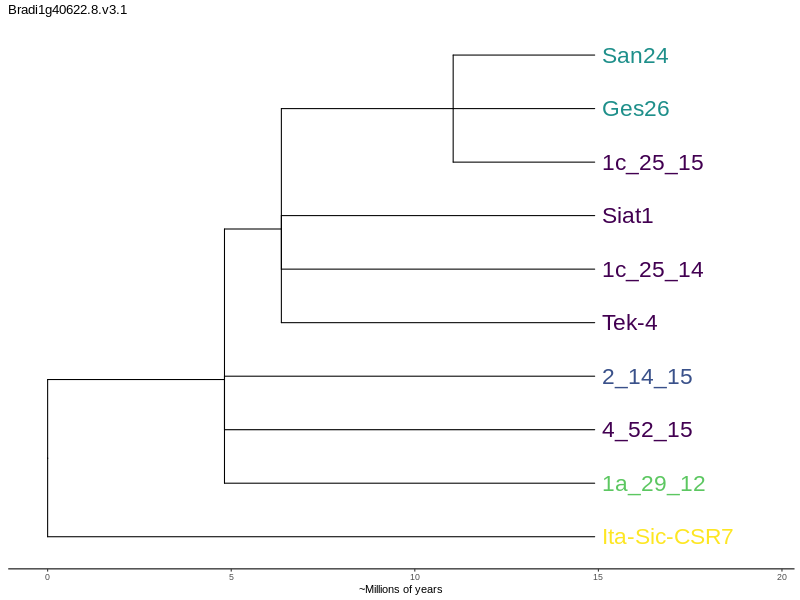 Bradi1g40622.8.v3.1
San24
Ges26
1c_25_15
Siat1
1c_25_14
Tek-4
2_14_15
4_52_15
1a_29_12
Ita-Sic-CSR7
0 5 10 15 20
~Millions of years